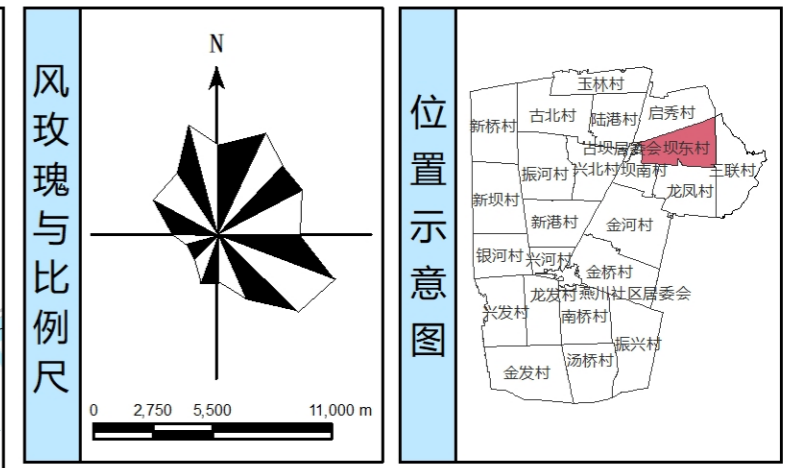 风玫瑰与比例尺
N
0 2,750 5,500 11,000 m
位置示意图
玉林村
新桥村 古北村 陆港村 启秀村
古坝居委会 坝东村
振河村 兴北村 坝南村 三联村
新坝村 龙凤村
新港村 金河村
银河村 兴河村 金桥村
龙发村 燕川社区居委会
兴发村 南桥村
振兴村
金发村 汤桥村